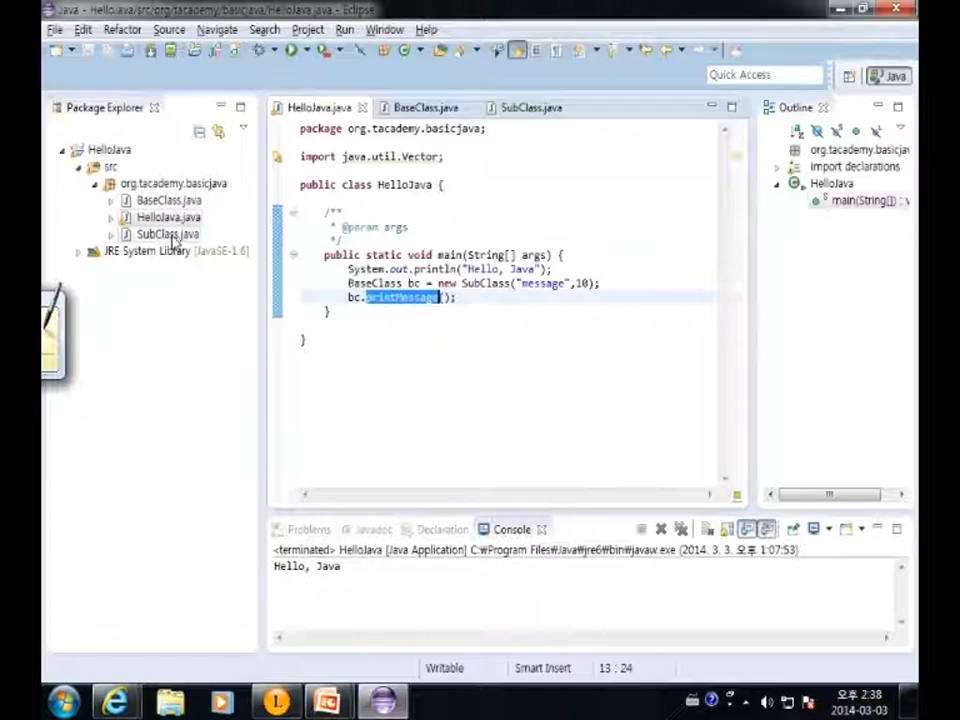 Java - HelloJava/src/org/tacademy/basicjava/HelloJava.java - Eclipse
File Edit Refactor Source Navigate Search Project Run Window Help
Quick Access
Java
Package Explorer
HelloJava.java BaseClass.java SubClass.java
Outline
HelloJava
src
org.tacademy.basicjava
BaseClass.java
HelloJava.java
SubClass.java
JRE System Library [JavaSE-1.6]
package org.tacademy.basicjava;
import java.util.Vector;
public class HelloJava {
/**
* @param args
*/
public static void main(String[] args) {
System.out.println("Hello, Java");
BaseClass bc = new SubClass("message",10);
bc.printMessage();
}
}
org.tacademy.basicjav
import declarations
HelloJava
main(String[]) : v
Problems Javadoc Declaration Console
<terminated> HelloJava [Java Application] C:₩Program Files₩Java₩jre6₩bin₩javaw.exe (2014. 3. 3. 오후 1:07:53)
Hello, Java
Writable Smart Insert 13 : 24
L
오후 2:38
2014-03-03